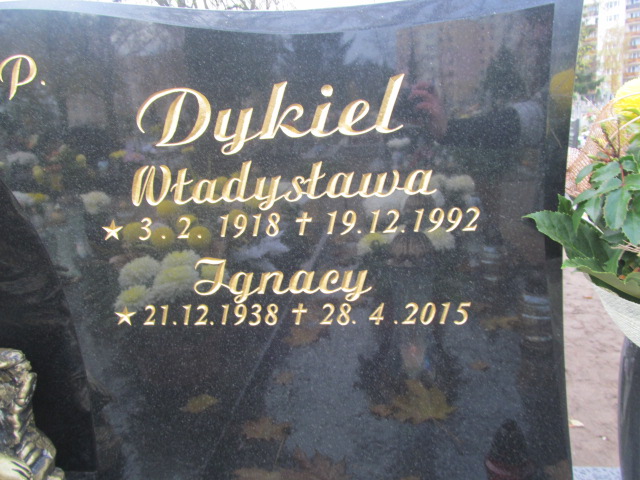 P.
Dykiel
Władysława
★ 3. 2. 1918 ✝ 19.12.1992
Ignacy
★ 21.12.1938 ✝ 28. 4 .2015